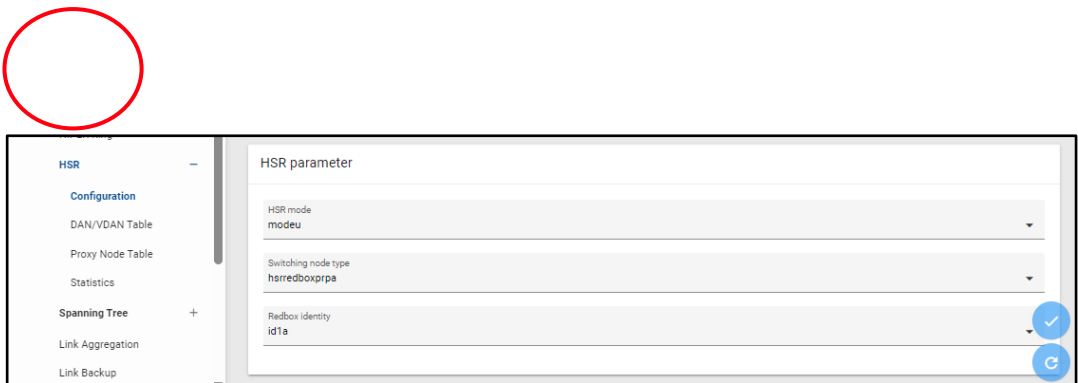 HSR
HSR parameter
Configuration
HSR mode
modeu
DAN/VDAN Table
Proxy Node Table
Switching node type
hsrredboxprpa
Statistics
Spanning Tree
Redbox identity
id1a
Link Aggregation
Link Backup